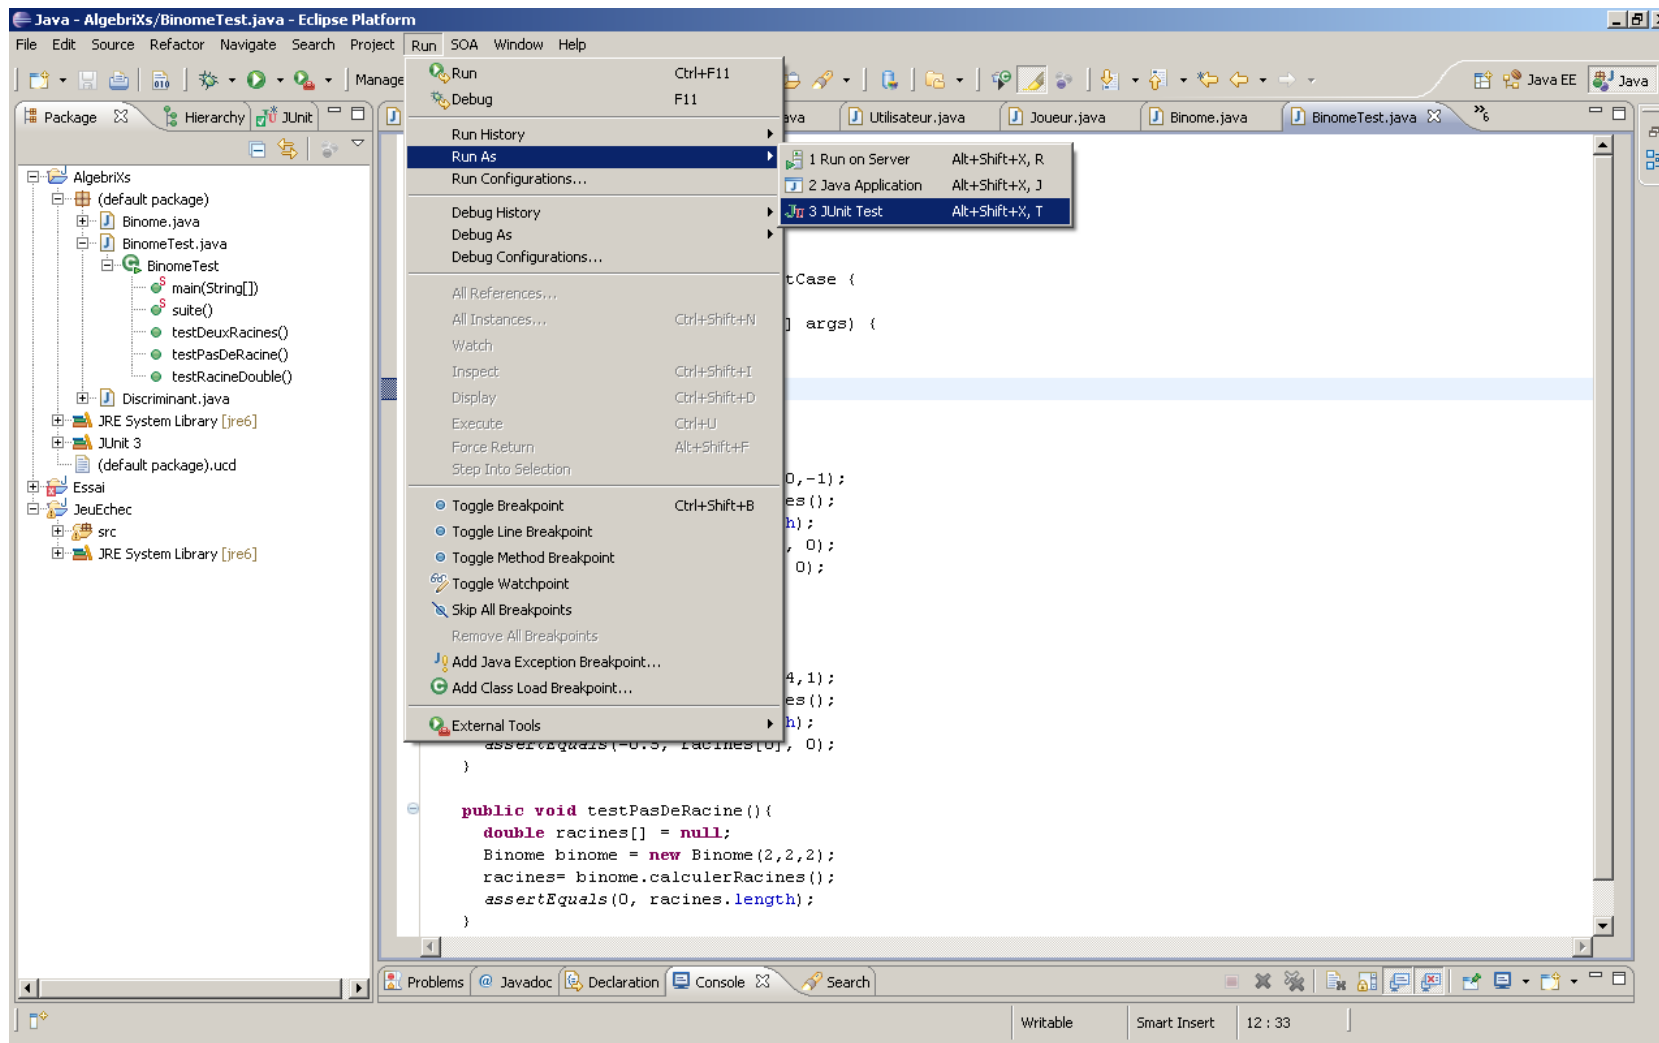 Java - AlgebriXs/BinomeTest.java - Eclipse Platform
File Edit Source Refactor Navigate Search Project Run SOA Window Help
Manage
Java EE
Java
Package
Hierarchy
JUnit
ava
Utilisateur.java
Joueur.java
Binome.java
BinomeTest.java
»6
AlgebriXs
(default package)
Binome.java
BinomeTest.java
BinomeTest
main(String[])
suite()
testDeuxRacines()
testPasDeRacine()
testRacineDouble()
Discriminant.java
JRE System Library [jre6]
JUnit 3
(default package).ucd
Essai
JeuEchec
src
JRE System Library [jre6]
Run Ctrl+F11
Debug F11
Run History
Run As
Run Configurations...
Debug History
Debug As
Debug Configurations...
All References...
All Instances... Ctrl+Shift+N
Watch
Inspect Ctrl+Shift+I
Display Ctrl+Shift+D
Execute Ctrl+U
Force Return Alt+Shift+F
Step Into Selection
Toggle Breakpoint Ctrl+Shift+B
Toggle Line Breakpoint
Toggle Method Breakpoint
Toggle Watchpoint
Skip All Breakpoints
Remove All Breakpoints
Add Java Exception Breakpoint...
Add Class Load Breakpoint...
External Tools
1 Run on Server Alt+Shift+X, R
2 Java Application Alt+Shift+X, J
3 JUnit Test Alt+Shift+X, T
tCase {
] args) {
0,-1);
es();
h);
, 0);
0);
4,1);
es();
h);
assertEquals(-0.5, racines[0], 0);
}
public void testPasDeRacine(){
double racines[] = null;
Binome binome = new Binome(2,2,2);
racines= binome.calculerRacines();
assertEquals(0, racines.length);
}
Problems
Javadoc
Declaration
Console
Search
Writable
Smart Insert
12 : 33